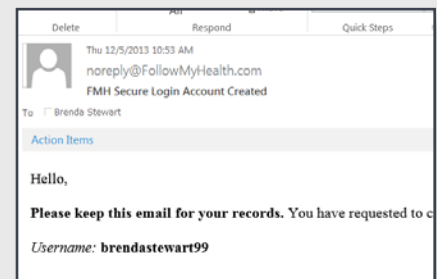 Delete Respond Quick Steps
Thu 12/5/2013 10:53 AM
noreply@FollowMyHealth.com
FMH Secure Login Account Created
To Brenda Stewart
Action Items
Hello,
Please keep this email for your records. You have requested to c
Username: brendastewart99